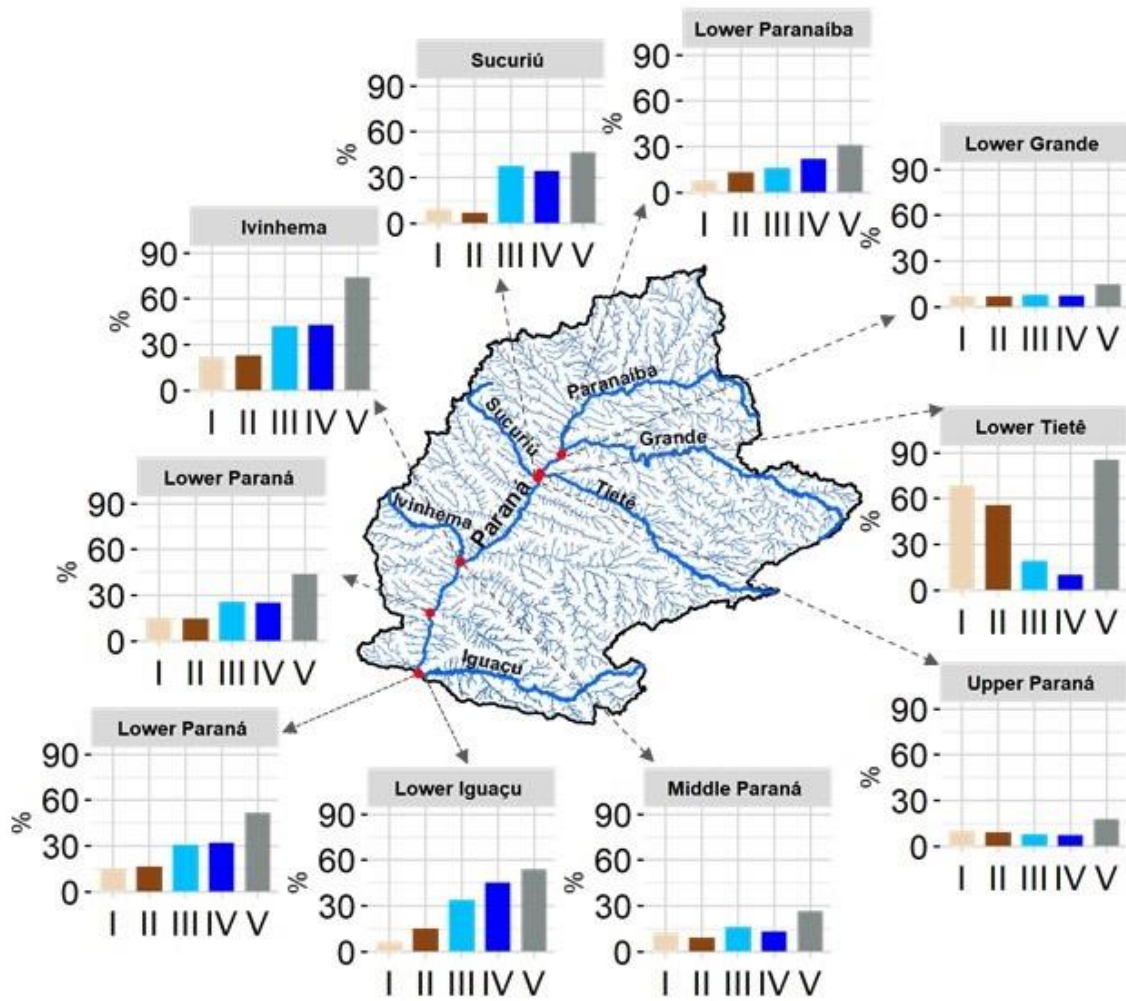 Sucuriú
90
60
30
0
%
I II III IV V
Lower Paranaíba
90
60
30
0
%
I II III IV V
Lower Grande
90
60
30
0
%
I II III IV V
Ivinhema
90
60
30
0
%
I II III IV V
Lower Tietê
90
60
30
0
%
I II III IV V
Lower Paraná
90
60
30
0
%
I II III IV V
Upper Paraná
90
60
30
0
%
I II III IV V
Lower Paraná
90
60
30
0
%
I II III IV V
Lower Iguaçu
90
60
30
0
%
I II III IV V
Middle Paraná
90
60
30
0
%
I II III IV V
Paranaiba
Sucuriú
Grande
Tietê
Paraná
Ivinhema
Iguaçu